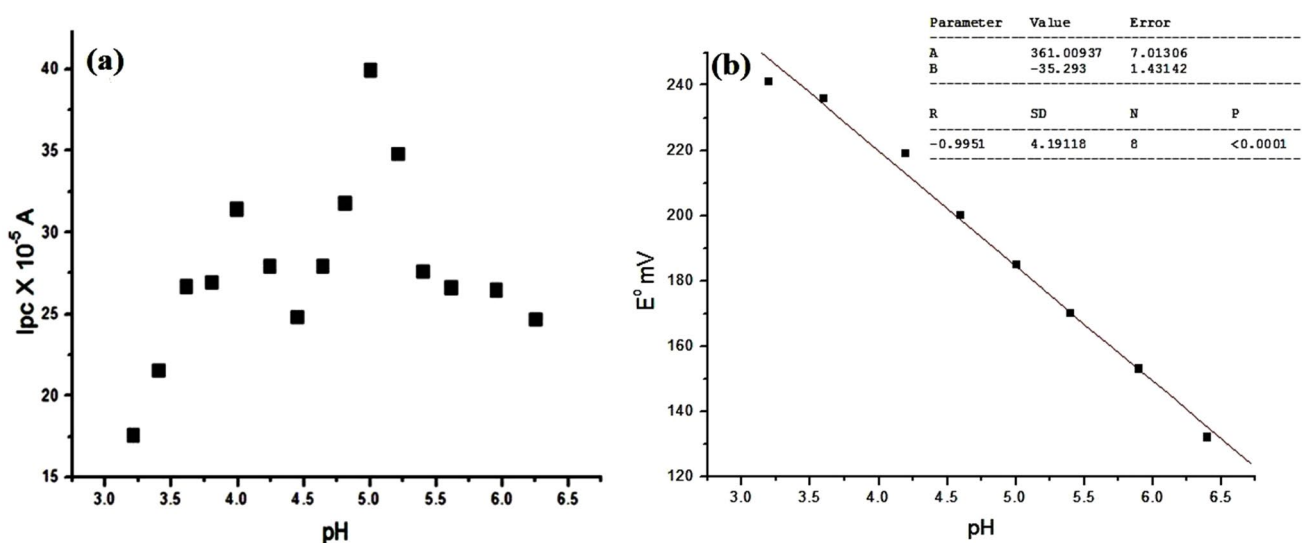 (a)
40
35
30
25
20
15
3.0 3.5 4.0 4.5 5.0 5.5 6.0 6.5
pH
Ipc X 10⁻⁵ A
(b)
Parameter Value Error
A 361.00937 7.01306
B -35.293 1.43142
R SD N P
-0.9951 4.19118 8 <0.0001
240
220
200
180
160
140
120
3.0 3.5 4.0 4.5 5.0 5.5 6.0 6.5
pH
E⁰ mV